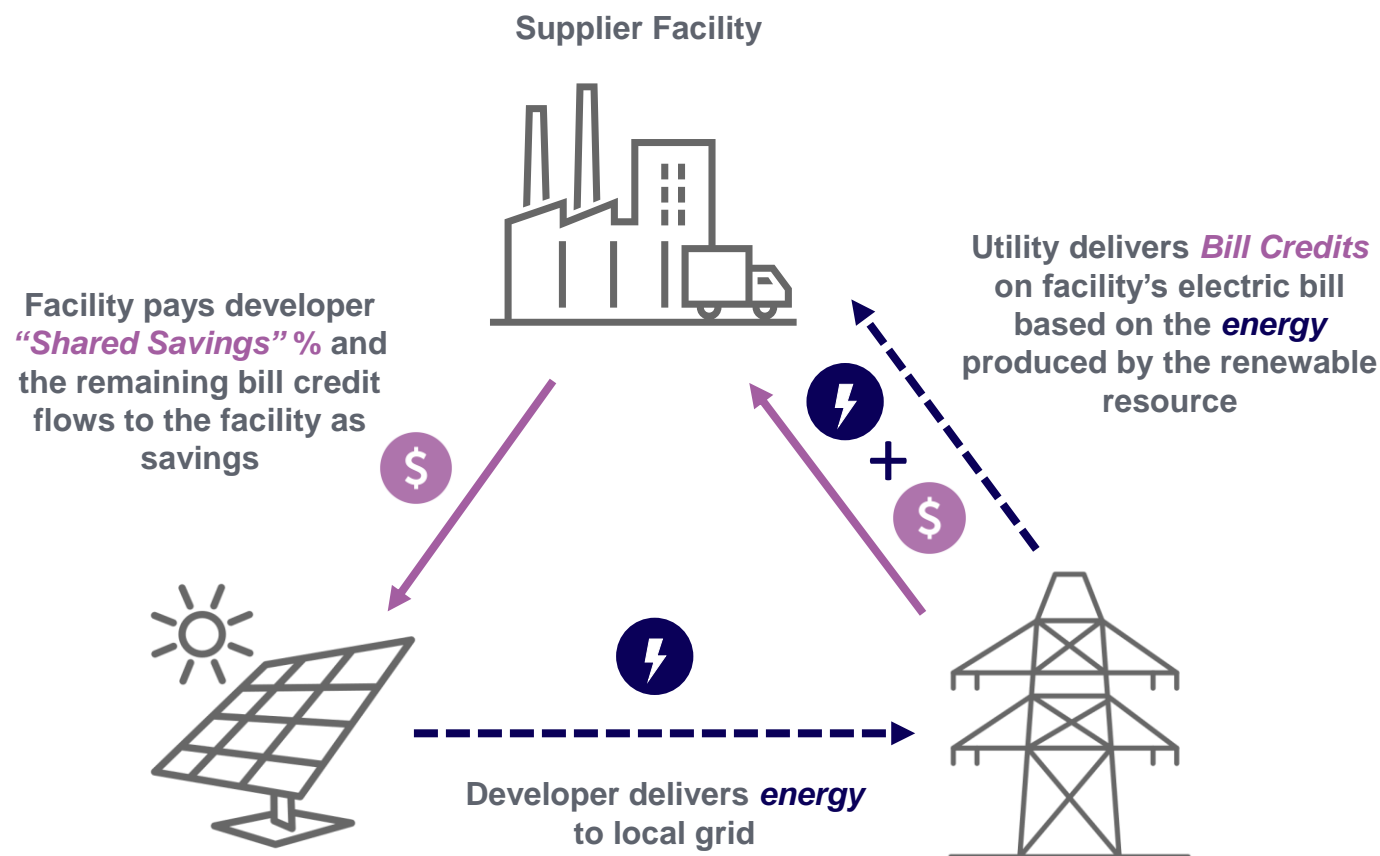 Supplier Facility
Facility pays developer
“Shared Savings” % and
the remaining bill credit
flows to the facility as
savings
$
Utility delivers Bill Credits
on facility’s electric bill
based on the energy
produced by the renewable
resource
+
$
Developer delivers energy
to local grid